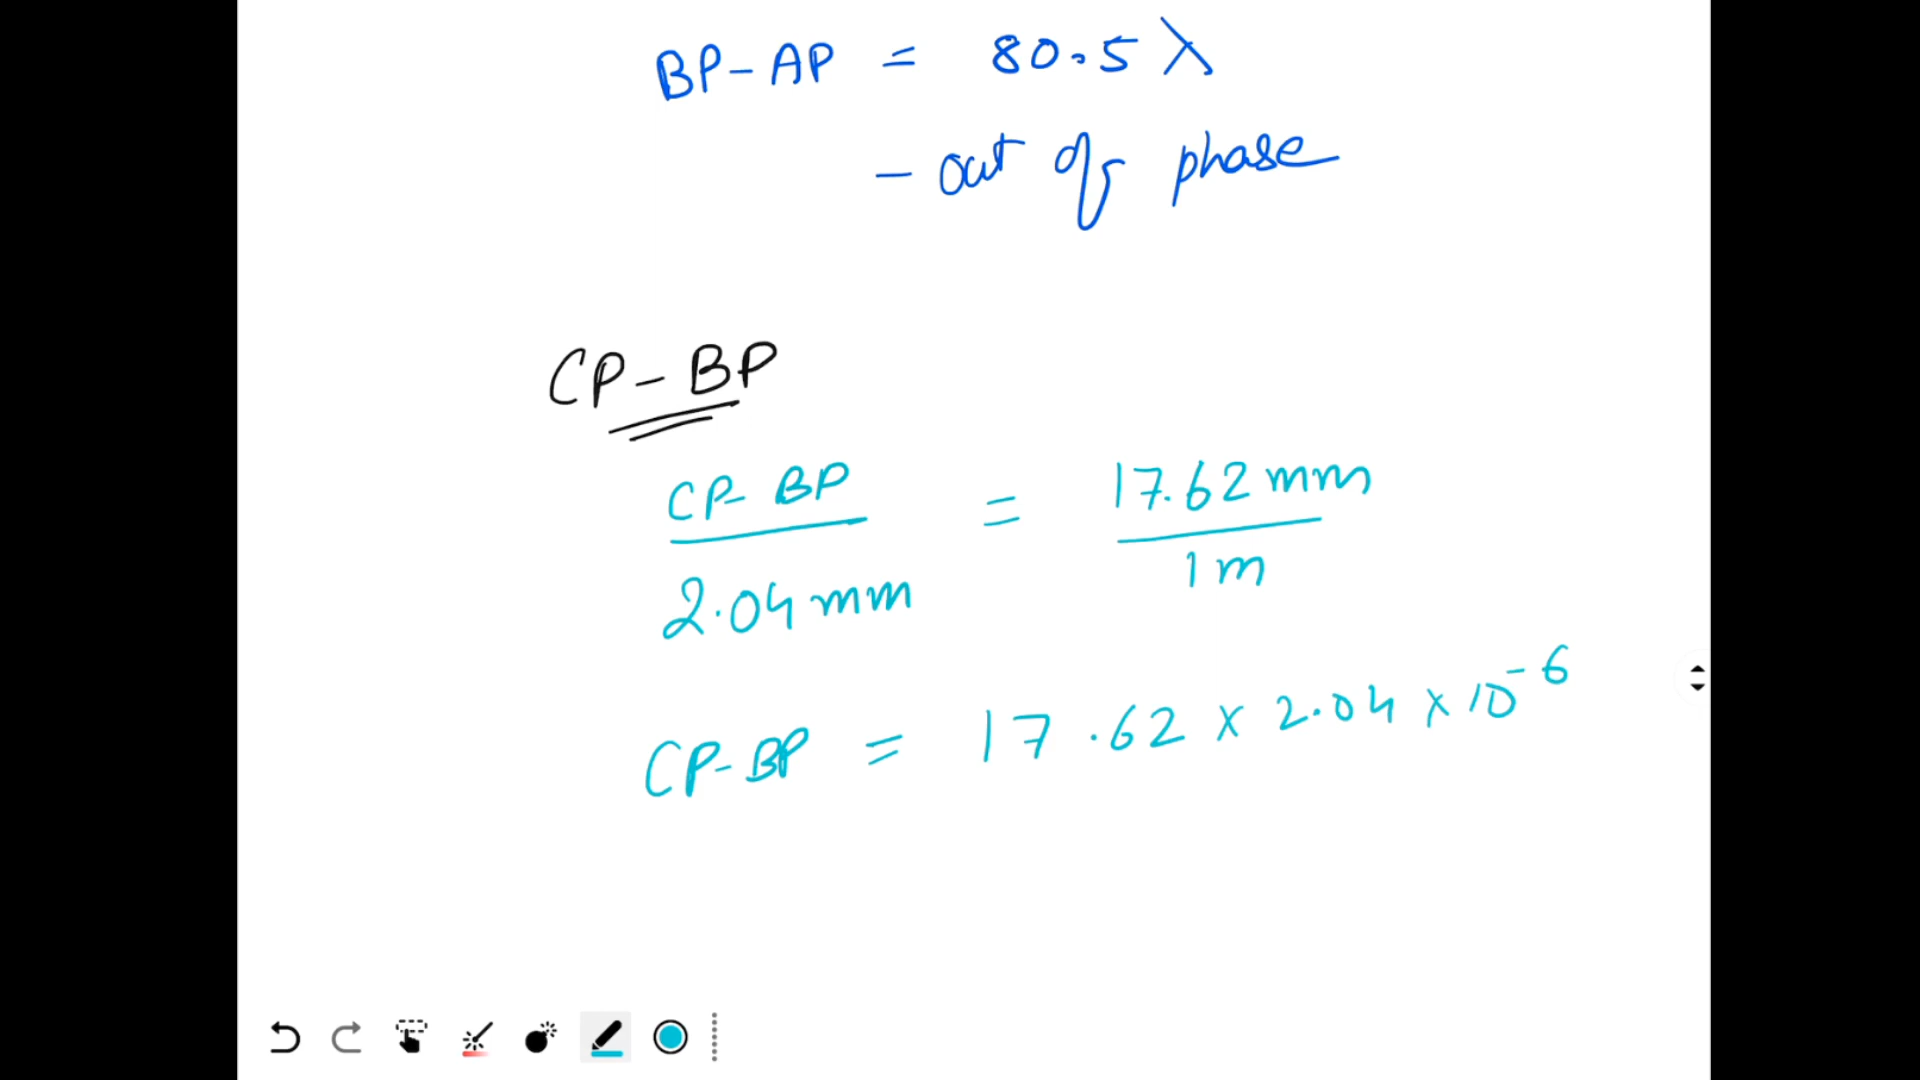 BP-AP = 80.5 λ
- out of phase
CP-BP
CP-BP = 17.62 mm
2.04 mm 1 m
CP-BP = 17.62 x 2.04 x 10⁻⁶